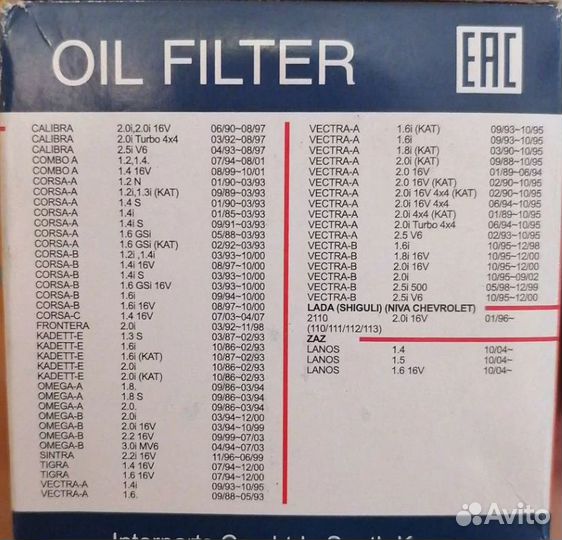 OIL FILTER
EAC
CALIBRA 2.0i,2.0i 16V 06/90~08/97
CALIBRA 2.0i Turbo 4x4 03/92~08/97
CALIBRA 2.5i V6 04/93~08/97
COMBO A 1.2,1.4. 07/94~08/01
COMBO A 1.4 16V 08/99~10/01
CORSA-A 1.2 N 01/90~03/93
CORSA-A 1.2i,1.3i (KAT) 09/89~03/93
CORSA-A 1.4 S 01/90~03/93
CORSA-A 1.4i 01/85~03/93
CORSA-A 1.4i S 09/91~03/93
CORSA-A 1.6 GSi 05/88~03/93
CORSA-A 1.6 GSi (KAT) 02/92~03/93
CORSA-B 1.2i ,1.4i 03/93~10/00
CORSA-B 1.4i 16V 08/97~10/00
CORSA-B 1.4i S 03/93~10/00
CORSA-B 1.6 GSi 16V 03/93~10/00
CORSA-B 1.6i 09/94~10/00
CORSA-B 1.6i 16V 08/97~10/00
CORSA-C 1.4 16V 07/03~04/07
FRONTERA 2.0i 03/92~11/98
KADETT-E 1.3 S 03/87~02/93
KADETT-E 1.6i 10/86~02/93
KADETT-E 1.6i (KAT) 10/87~02/93
KADETT-E 2.0i 10/86~02/93
KADETT-E 2.0i (KAT) 10/86~02/93
OMEGA-A 1.8. 09/86~03/94
OMEGA-A 1.8 S 09/86~03/94
OMEGA-A 2.0. 09/86~03/94
OMEGA-B 2.0i 03/94~12/00
OMEGA-B 2.0i 16V 03/94~10/99
OMEGA-B 2.2 16V 09/99~07/03
OMEGA-B 3.0i MV6 04/94~07/03
SINTRA 2.2i 16V 11/96~06/99
TIGRA 1.4 16V 07/94~12/00
TIGRA 1.6 16V 07/94~12/00
VECTRA-A 1.4i 09/93~10/95
VECTRA-A 1.6. 09/88~05/93
VECTRA-A 1.6i (KAT) 09/93~10/95
VECTRA-A 1.6i 09/93~10/95
VECTRA-A 1.8i (KAT) 03/90~10/95
VECTRA-A 2.0i (KAT) 09/88~10/95
VECTRA-A 2.0 16V 01/89~06/94
VECTRA-A 2.0 16V (KAT) 02/90~10/95
VECTRA-A 2.0i 16V 4x4 (KAT) 02/90~10/95
VECTRA-A 2.0i 16V 4x4 06/94~10/95
VECTRA-A 2.0i 4x4 (KAT) 01/89~10/95
VECTRA-A 2.0i Turbo 4x4 06/94~10/95
VECTRA-A 2.5 V6 02/93~10/95
VECTRA-B 1.6i 10/95~12/98
VECTRA-B 1.8i 16V 10/95~12/00
VECTRA-B 2.0i 16V 10/95~12/00
VECTRA-B 2.0i 10/95~09/02
VECTRA-B 2.5i 500 05/98~12/99
VECTRA-B 2.5i V6 10/95~12/00
LADA (SHIGULI) (NIVA CHEVROLET)
2110 2.0i 16V 01/96~
(110/111/112/113)
ZAZ
LANOS 1.4 10/04~
LANOS 1.5 10/04~
LANOS 1.6 16V 10/04~
Avito